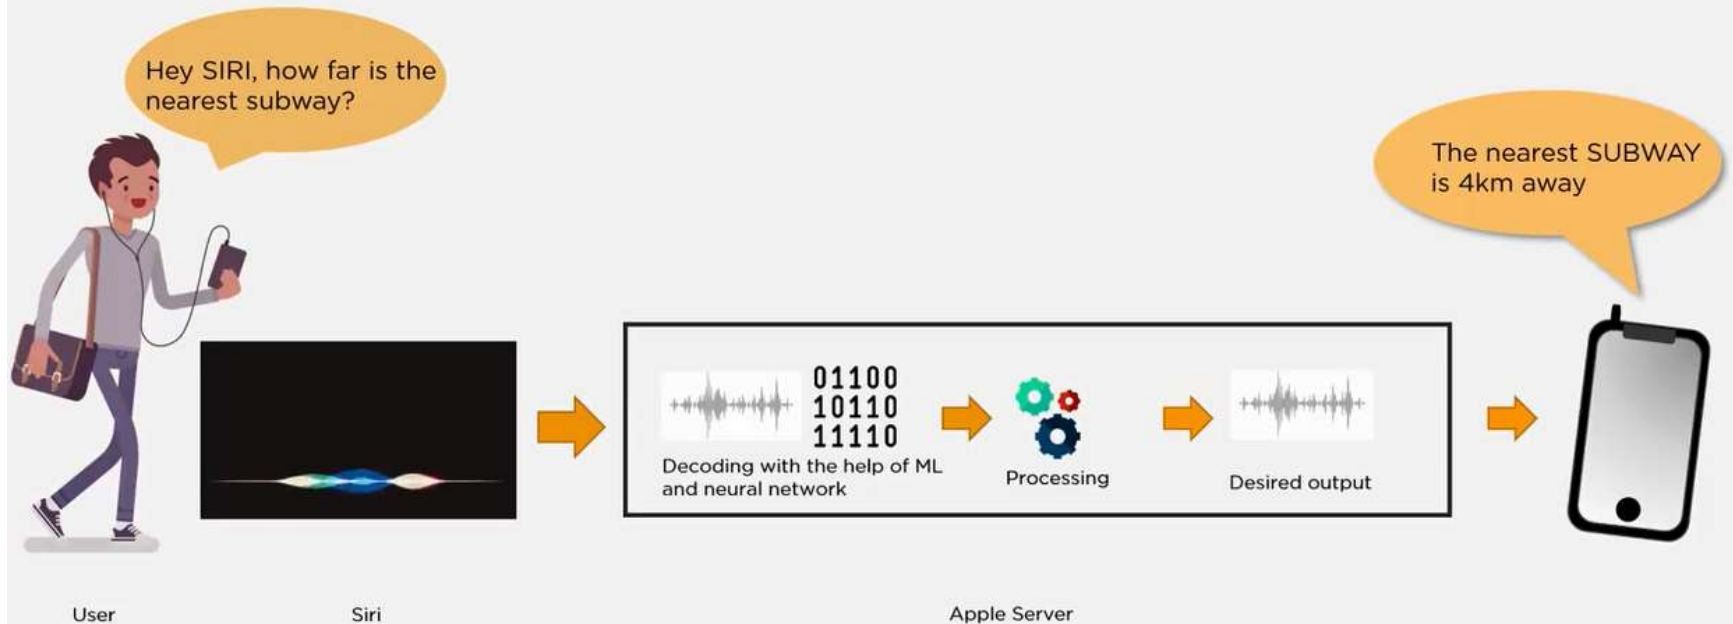 Hey SIRI, how far is the
nearest subway?
The nearest SUBWAY
is 4km away
01100
10110
11110
Decoding with the help of ML
and neural network
Processing
Desired output
User
Siri
Apple Server